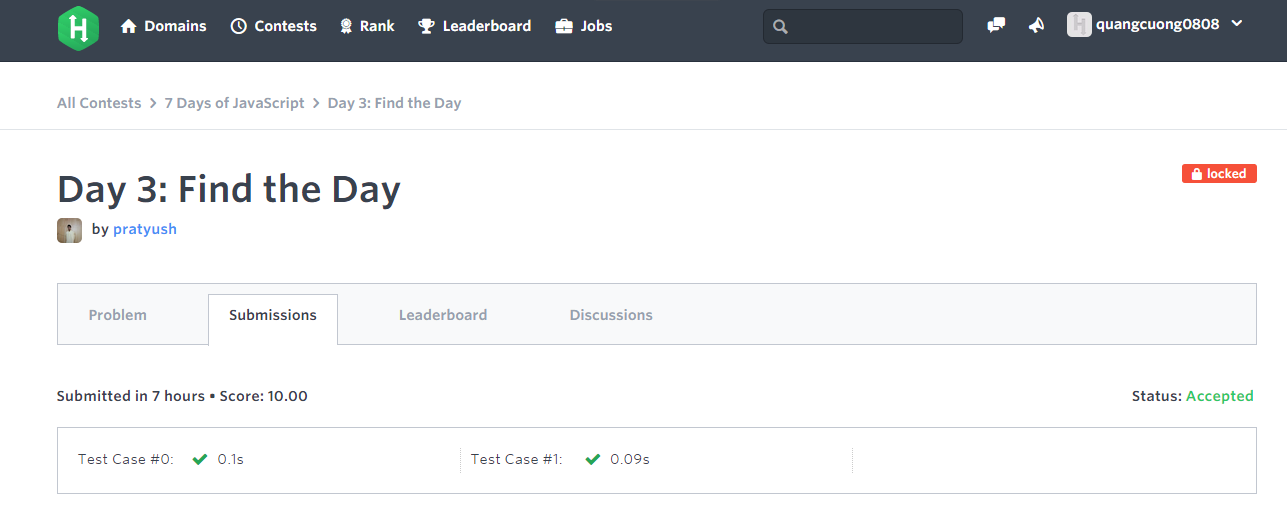 H Domains Contests Rank Leaderboard Jobs quangcuong0808
All Contests > 7 Days of JavaScript > Day 3: Find the Day
Day 3: Find the Day
locked
by pratyush
Problem Submissions Leaderboard Discussions
Submitted in 7 hours • Score: 10.00 Status: Accepted
Test Case #0: ✔ 0.1s Test Case #1: ✔ 0.09s